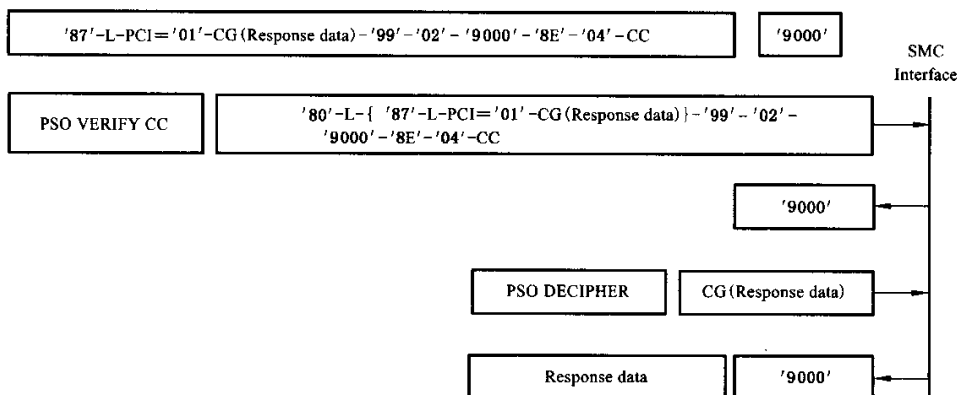 '87'-L-PCI='01'-CG(Response data)-'99'-'02'-'9000'-'8E'-'04'-CC
'9000'
SMC
Interface
PSO VERIFY CC
'80'-L-{ '87'-L-PCI='01'-CG(Response data)}-'99'-'02'-
'9000'-'8E'-'04'-CC
'9000'
PSO DECIPHER
CG(Response data)
Response data
'9000'